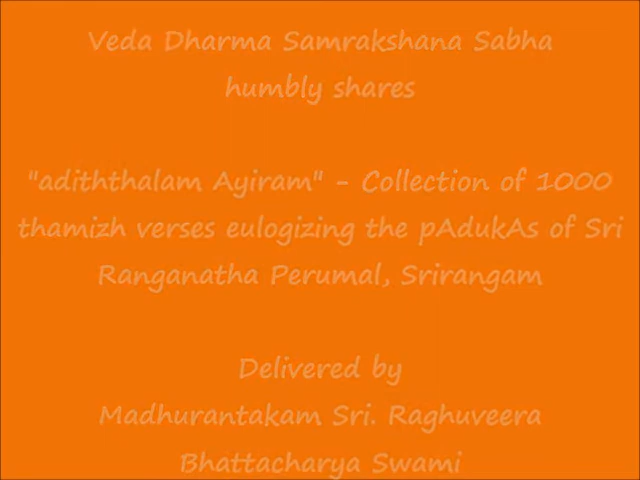 Veda Dharma Samrakshana Sabha
humbly shares
"adiththalam Ayiram" - Collection of 1000
thamizh verses eulogizing the pAdukAs of Sri
Ranganatha Perumal, Srirangam
Delivered by
Madhurantakam Sri. Raghuveera
Bhattacharya Swami